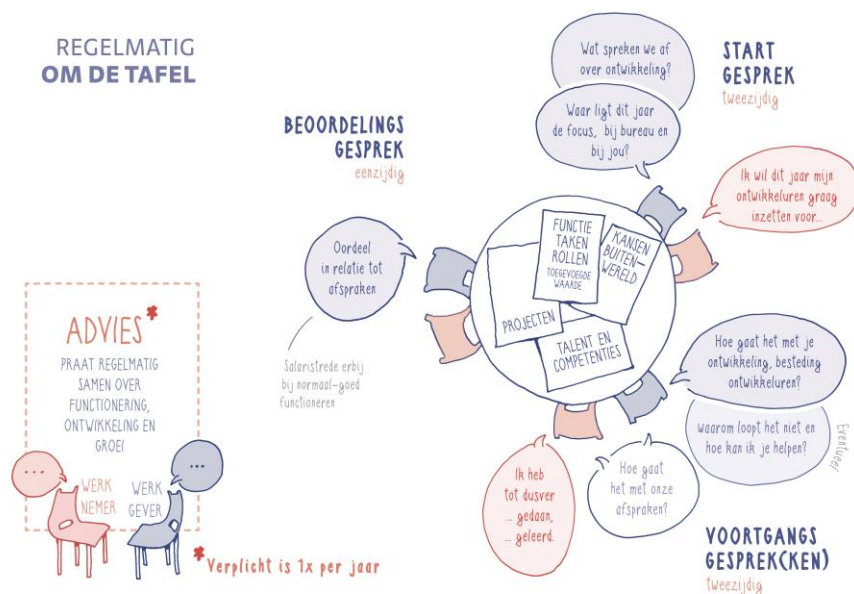 REGELMATIG
OM DE TAFEL
BEOORDELINGS
GESPREK
eenzijdig
Oordeel
in relatie tot
afspraken
Salaristrede erbij
bij normaal-goed
functioneren
Wat spreken we af
over ontwikkeling?
Waar ligt dit jaar
de focus, bij bureau en
bij jou?
START
GESPREK
tweezijdig
Ik wil dit jaar mijn
ontwikkeluren graag
inzetten voor...
FUNCTIE
TAKEN
ROLLEN
TOEGEVOEGDE
WAARDE
KANSEN
BUITEN-
WERELD
PROJECTEN
TALENT EN
COMPETENTIES
Hoe gaat het met je
ontwikkeling, besteding
ontwikkeluren?
waarom loopt het niet en
hoe kan ik je helpen?
Eventueel
Ik heb
tot dusver
... gedaan,
... geleerd.
Hoe gaat
het met onze
afspraken?
VOORTGANGS
GESPREK(KEN)
tweezijdig
ADVIES*
PRAAT REGELMATIG
SAMEN OVER
FUNCTIONERING,
ONTWIKKELING EN
GROEI
...
...
WERK
NEMER
WERK
GEVER
*Verplicht is 1x per jaar